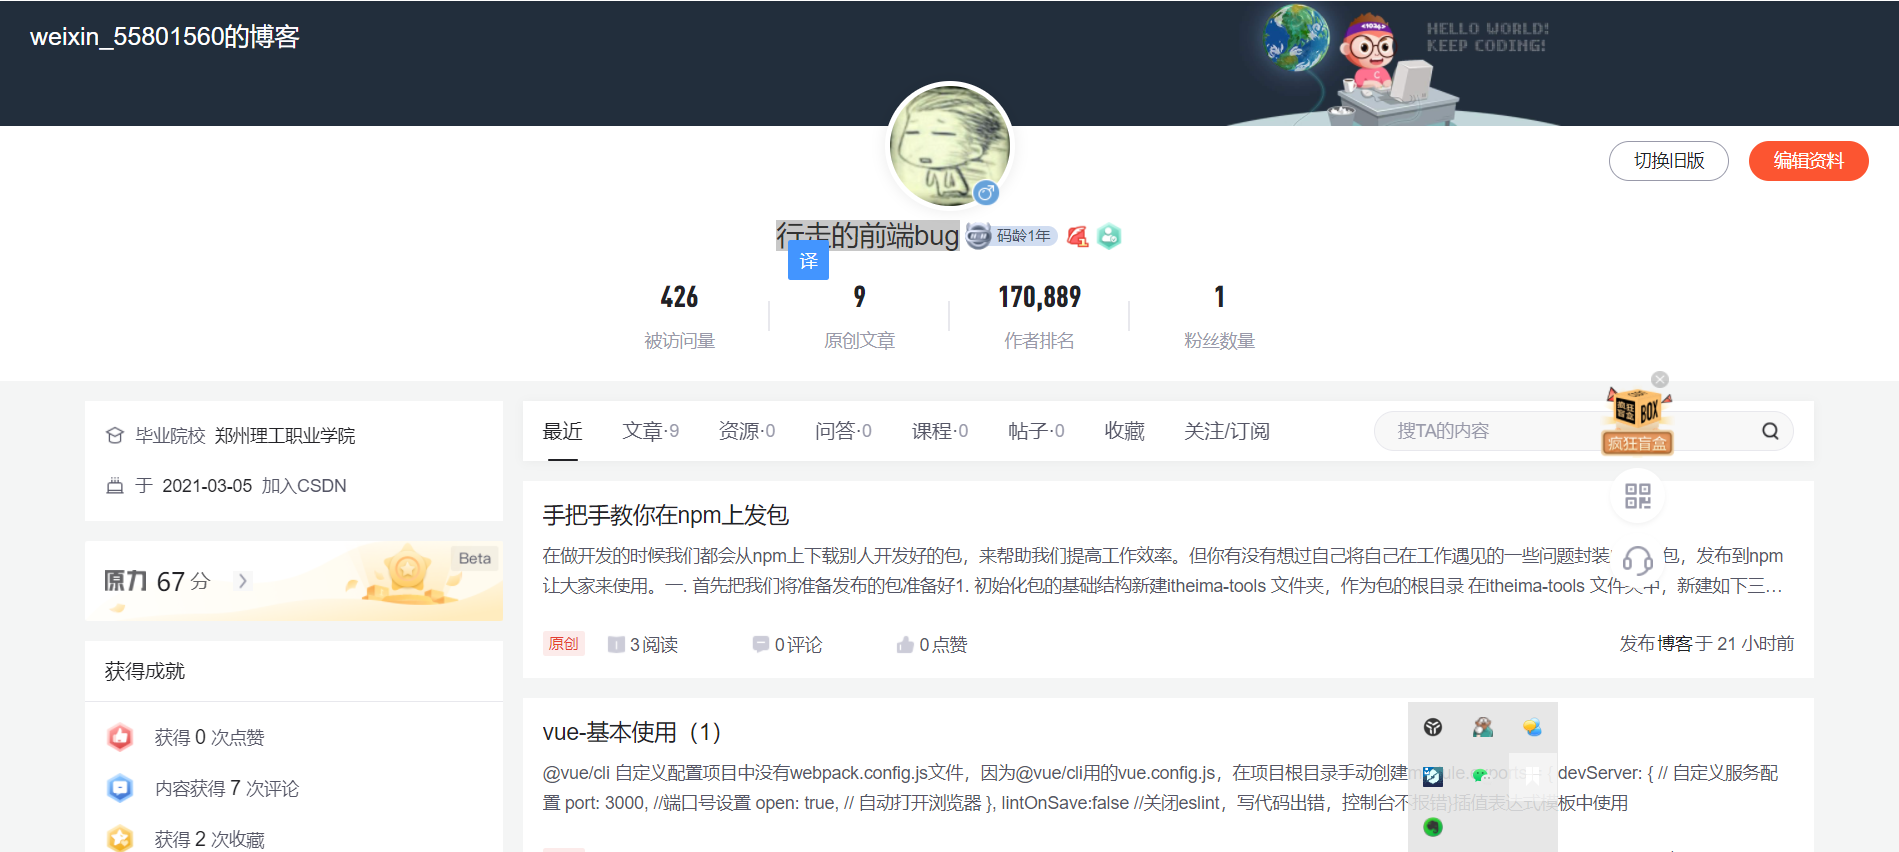 weixin_55801560的博客
HELLO WORLD!
KEEP CODING!
切换旧版
编辑资料
行走的前端bug
码龄1年
译
426
9
170,889
1
被访问量
原创文章
作者排名
粉丝数量
毕业院校 郑州理工职业学院
于 2021-03-05 加入CSDN
原力 67 分
Beta
获得成就
获得 0 次点赞
内容获得 7 次评论
获得 2 次收藏
最近
文章·9
资源·0
问答·0
课程·0
帖子·0
收藏
关注/订阅
搜TA的内容
疯狂盲盒
BOX
疯狂盲盒
手把手教你在npm上发包
在做开发的时候我们都会从npm上下载别人开发好的包，来帮助我们提高工作效率。但你有没有想过自己将自己在工作遇见的一些问题封装 包，发布到npm
让大家来使用。一. 首先把我们将准备发布的包准备好1. 初始化包的基础结构新建itheima-tools 文件夹，作为包的根目录 在itheima-tools 文件夹中，新建如下三…
原创
3 阅读
0 评论
0 点赞
发布博客于 21 小时前
vue-基本使用（1）
@vue/cli 自定义配置项目中没有webpack.config.js文件，因为@vue/cli用的vue.config.js，在项目根目录手动创建module.exports = { devServer: { // 自定义服务配
置 port: 3000, //端口号设置 open: true, // 自动打开浏览器 }, lintOnSave:false //关闭eslint，写代码出错，控制台不报错}插值表达式模板中使用